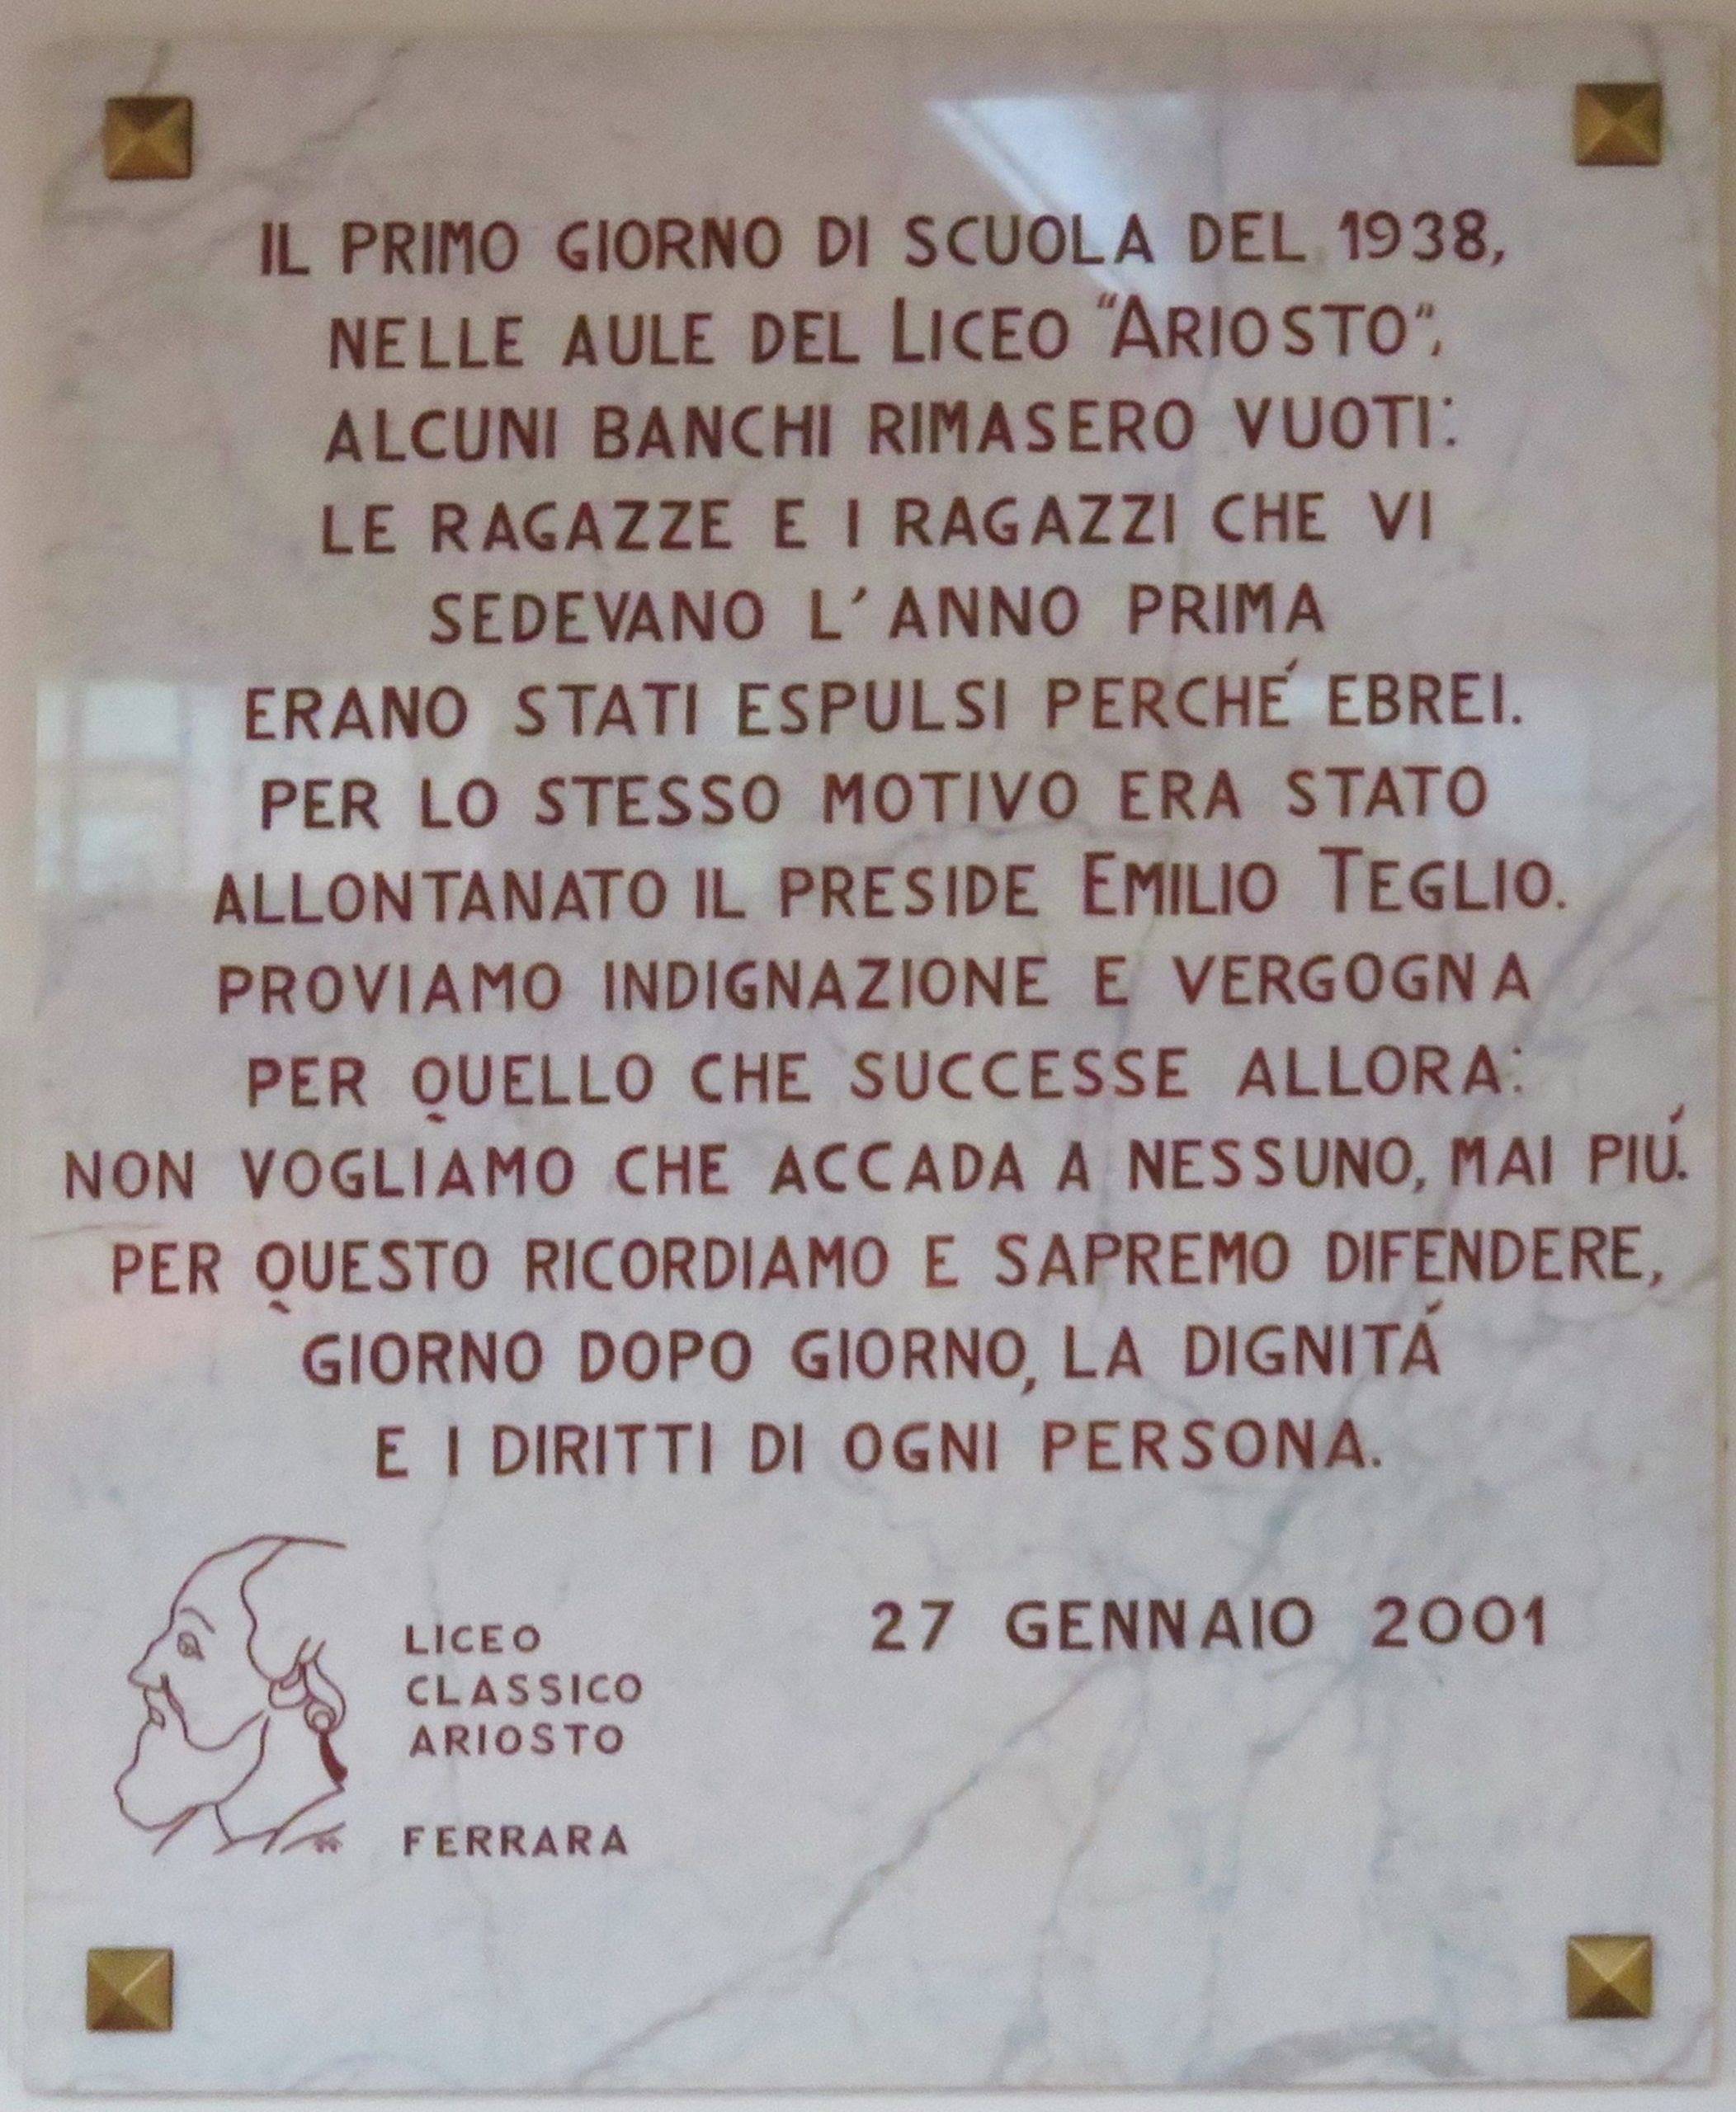 IL PRIMO GIORNO DI SCUOLA DEL 1938,
NELLE AULE DEL LICEO "ARIOSTO",
ALCUNI BANCHI RIMASERO VUOTI:
LE RAGAZZE E I RAGAZZI CHE VI
SEDEVANO L'ANNO PRIMA
ERANO STATI ESPULSI PERCHÉ EBREI.
PER LO STESSO MOTIVO ERA STATO
ALLONTANATO IL PRESIDE EMILIO TEGLIO.
PROVIAMO INDIGNAZIONE E VERGOGNA
PER QUELLO CHE SUCCESSE ALLORA:
NON VOGLIAMO CHE ACCADA A NESSUNO, MAI PIÚ.
PER QUESTO RICORDIAMO E SAPREMO DIFENDERE,
GIORNO DOPO GIORNO, LA DIGNITÁ
E I DIRITTI DI OGNI PERSONA.
27 GENNAIO 2001
LICEO
CLASSICO
ARIOSTO
FERRARA